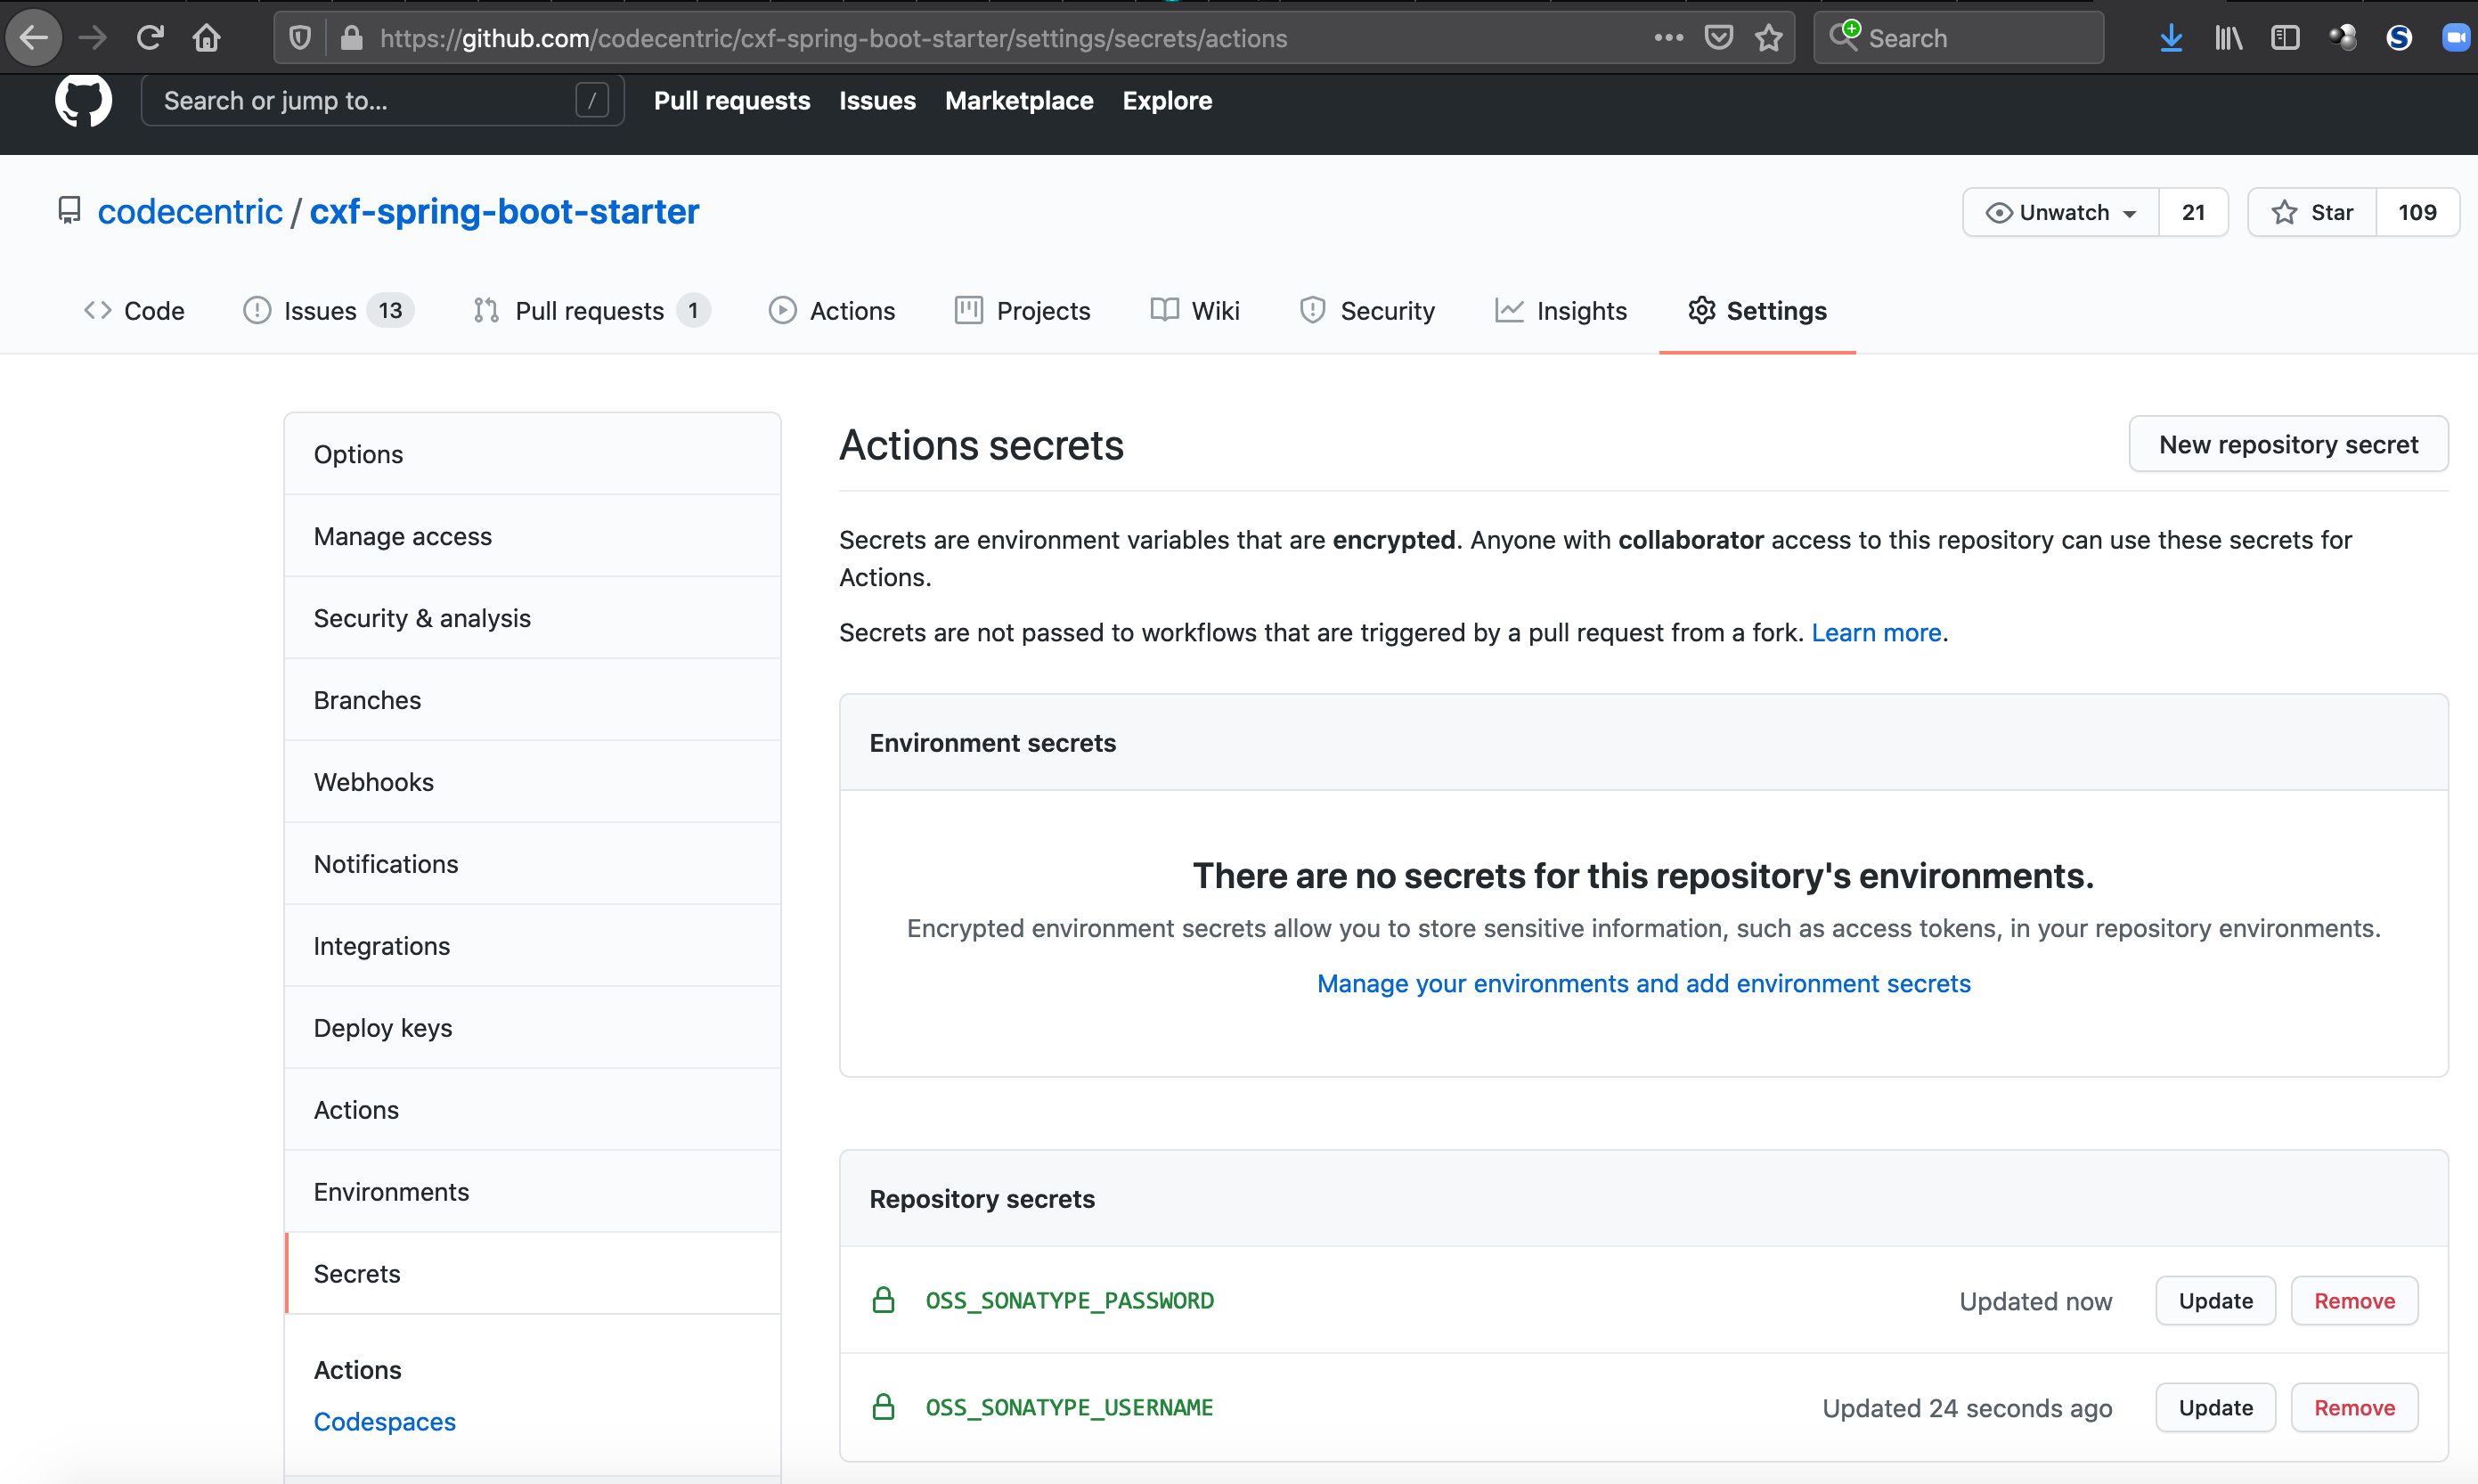 https://github.com/codecentric/cxf-spring-boot-starter/settings/secrets/actions
Search
Search or jump to...
/
Pull requests
Issues
Marketplace
Explore
codecentric / cxf-spring-boot-starter
Unwatch
21
Star
109
Code
Issues 13
Pull requests 1
Actions
Projects
Wiki
Security
Insights
Settings
Options
Manage access
Security & analysis
Branches
Webhooks
Notifications
Integrations
Deploy keys
Actions
Environments
Secrets
Actions
Codespaces
Actions secrets
New repository secret
Secrets are environment variables that are encrypted. Anyone with collaborator access to this repository can use these secrets for
Actions.
Secrets are not passed to workflows that are triggered by a pull request from a fork. Learn more.
Environment secrets
There are no secrets for this repository's environments.
Encrypted environment secrets allow you to store sensitive information, such as access tokens, in your repository environments.
Manage your environments and add environment secrets
Repository secrets
OSS_SONATYPE_PASSWORD
Updated now
Update
Remove
OSS_SONATYPE_USERNAME
Updated 24 seconds ago
Update
Remove